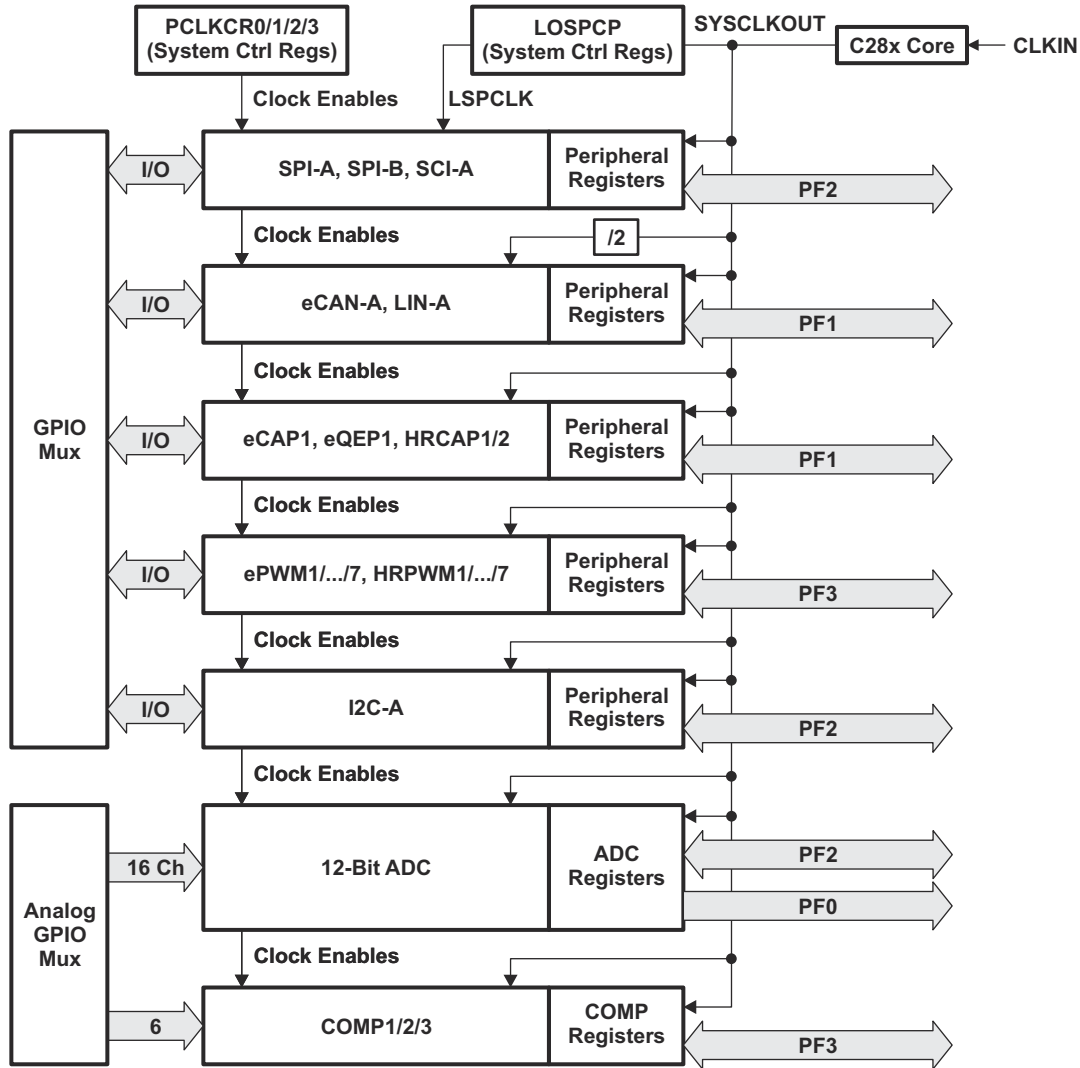 PCLKCR0/1/2/3
(System Ctrl Regs)
LOSPCP
(System Ctrl Regs)
SYSCLKOUT
C28x Core
CLKIN
Clock Enables
LSPCLK
GPIO
Mux
I/O
SPI-A, SPI-B, SCI-A
Peripheral
Registers
PF2
Clock Enables
/2
I/O
eCAN-A, LIN-A
Peripheral
Registers
PF1
Clock Enables
I/O
eCAP1, eQEP1, HRCAP1/2
Peripheral
Registers
PF1
Clock Enables
I/O
ePWM1/.../7, HRPWM1/.../7
Peripheral
Registers
PF3
Clock Enables
I/O
I2C-A
Peripheral
Registers
PF2
Clock Enables
Analog
GPIO
Mux
16 Ch
12-Bit ADC
ADC
Registers
PF2
PF0
Clock Enables
6
COMP1/2/3
COMP
Registers
PF3